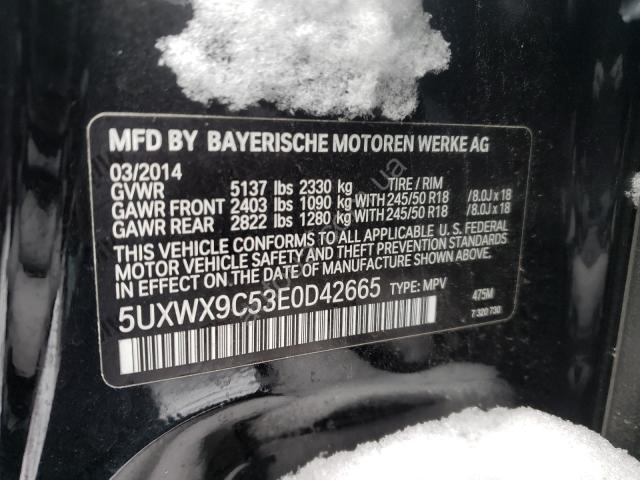 MFD BY BAYERISCHE MOTOREN WERKE AG
03/2014
GVWR 5137 lbs 2330 kg TIRE / RIM
GAWR FRONT 2403 lbs 1090 kg WITH 245/50 R18 /8.0J x 18
GAWR REAR 2822 lbs 1280 kg WITH 245/50 R18 /8.0J x 18
THIS VEHICLE CONFORMS TO ALL APPLICABLE U. S. FEDERAL
MOTOR VEHICLE SAFETY, BUMPER, AND THEFT PREVENTION
STANDARDS IN EFFECT ON THE DATE OF MANUFACTURE SHOWN ABOVE.
5UXWX9C53E0D42665 TYPE: MPV 475M
7 320 730